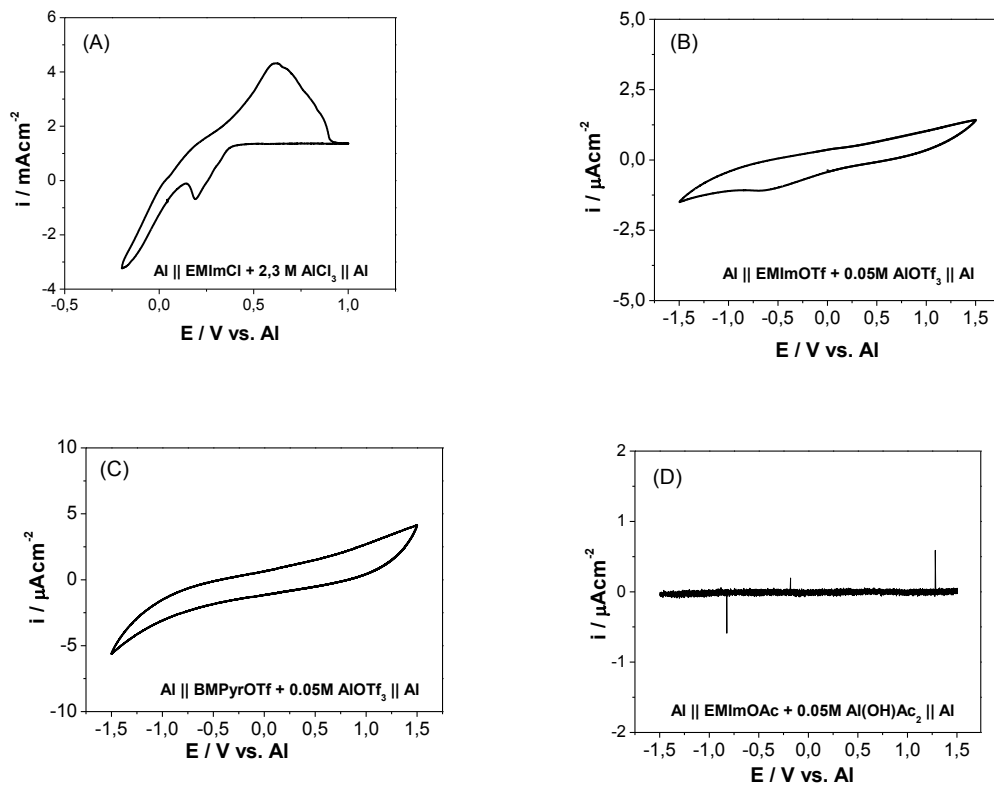 (A)
6
4
2
0
-2
-4
i / mAcm⁻²
Al || EMImCl + 2,3 M AlCl₃ || Al
-0,5 0,0 0,5 1,0
E / V vs. Al
(B)
5,0
2,5
0,0
-2,5
-5,0
i / µAcm⁻²
Al || EMImOTf + 0.05M AlOTf₃ || Al
-1,5 -1,0 -0,5 0,0 0,5 1,0 1,5
E / V vs. Al
(C)
10
5
0
-5
-10
i / µAcm⁻²
Al || BMPyrOTf + 0.05M AlOTf₃ || Al
-1,5 -1,0 -0,5 0,0 0,5 1,0 1,5
E / V vs. Al
(D)
2
1
0
-1
-2
i / µAcm⁻²
Al || EMImOAc + 0.05M Al(OH)Ac₂ || Al
-1,5 -1,0 -0,5 0,0 0,5 1,0 1,5
E / V vs. Al